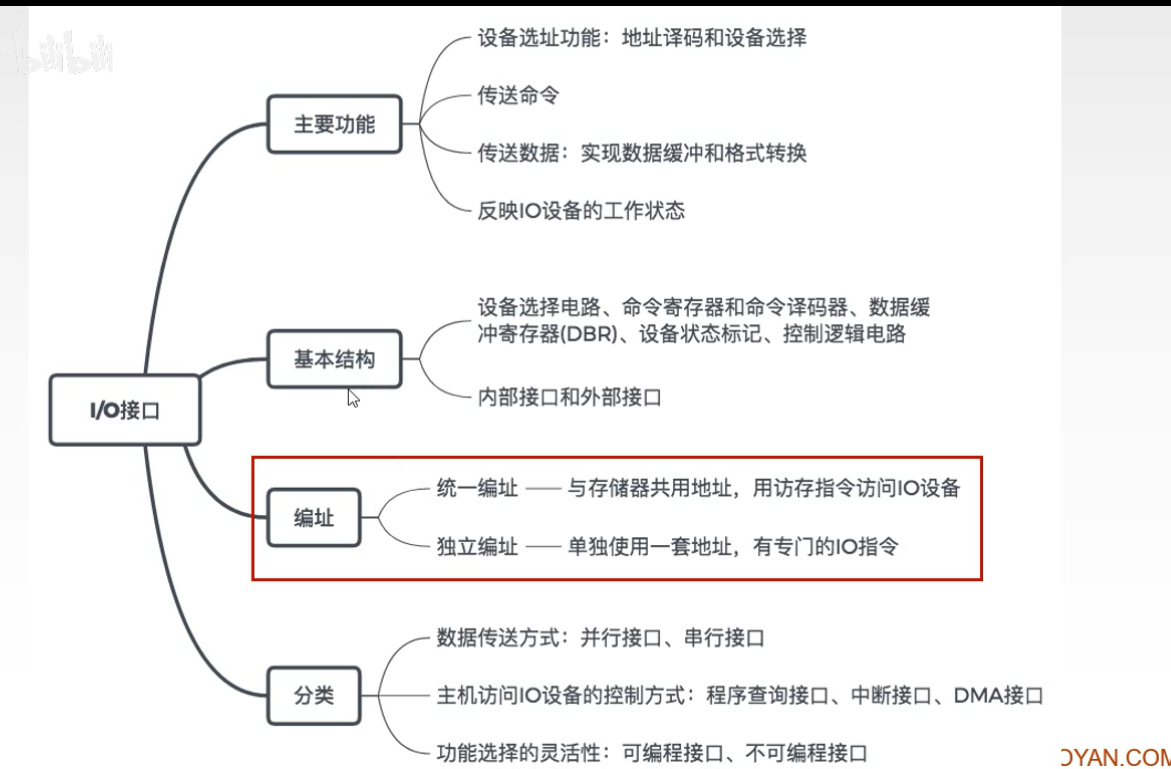 bilibili
设备选址功能：地址译码和设备选择
主要功能
传送命令
传送数据：实现数据缓冲和格式转换
反映IO设备的工作状态
设备选择电路、命令寄存器和命令译码器、数据缓
冲寄存器(DBR)、设备状态标记、控制逻辑电路
基本结构
内部接口和外部接口
I/O接口
统一编址 —— 与存储器共用地址，用访存指令访问IO设备
编址
独立编址 —— 单独使用一套地址，有专门的IO指令
数据传送方式：并行接口、串行接口
分类
主机访问IO设备的控制方式：程序查询接口、中断接口、DMA接口
功能选择的灵活性：可编程接口、不可编程接口
OYAN.COM